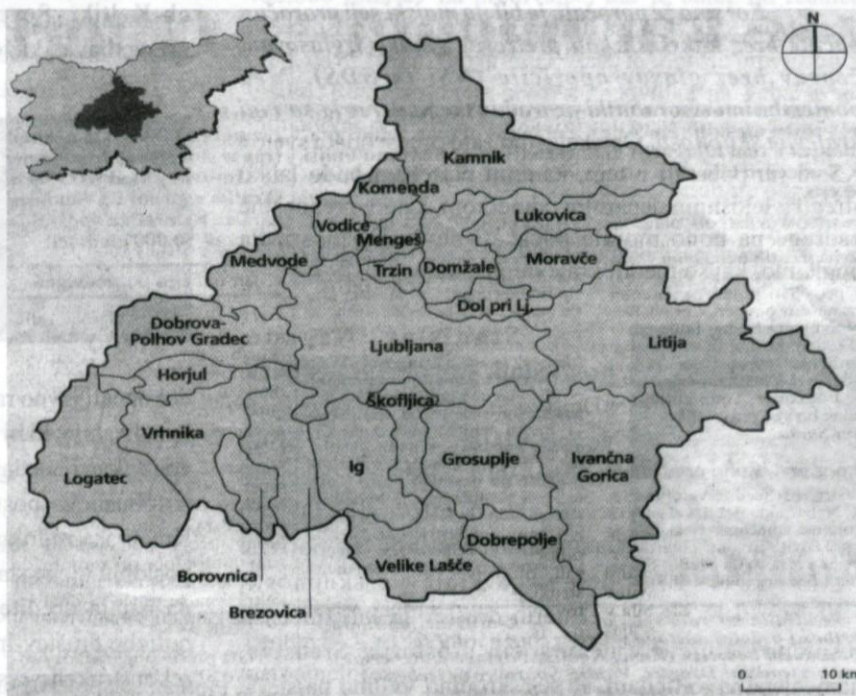 N
Kamnik
Komenda
Lukovica
Vodice
Mengeš
Moravče
Medvode
Trzin
Domžale
Dol pri Lj.
Dobrova-
Polhov Gradec
Ljubljana
Litija
Horjul
Škofljica
Vrhnika
Ig
Grosuplje
Ivančna
Gorica
Logatec
Dobrepolje
Velike Lašče
Borovnica
Brezovica
0 10 km